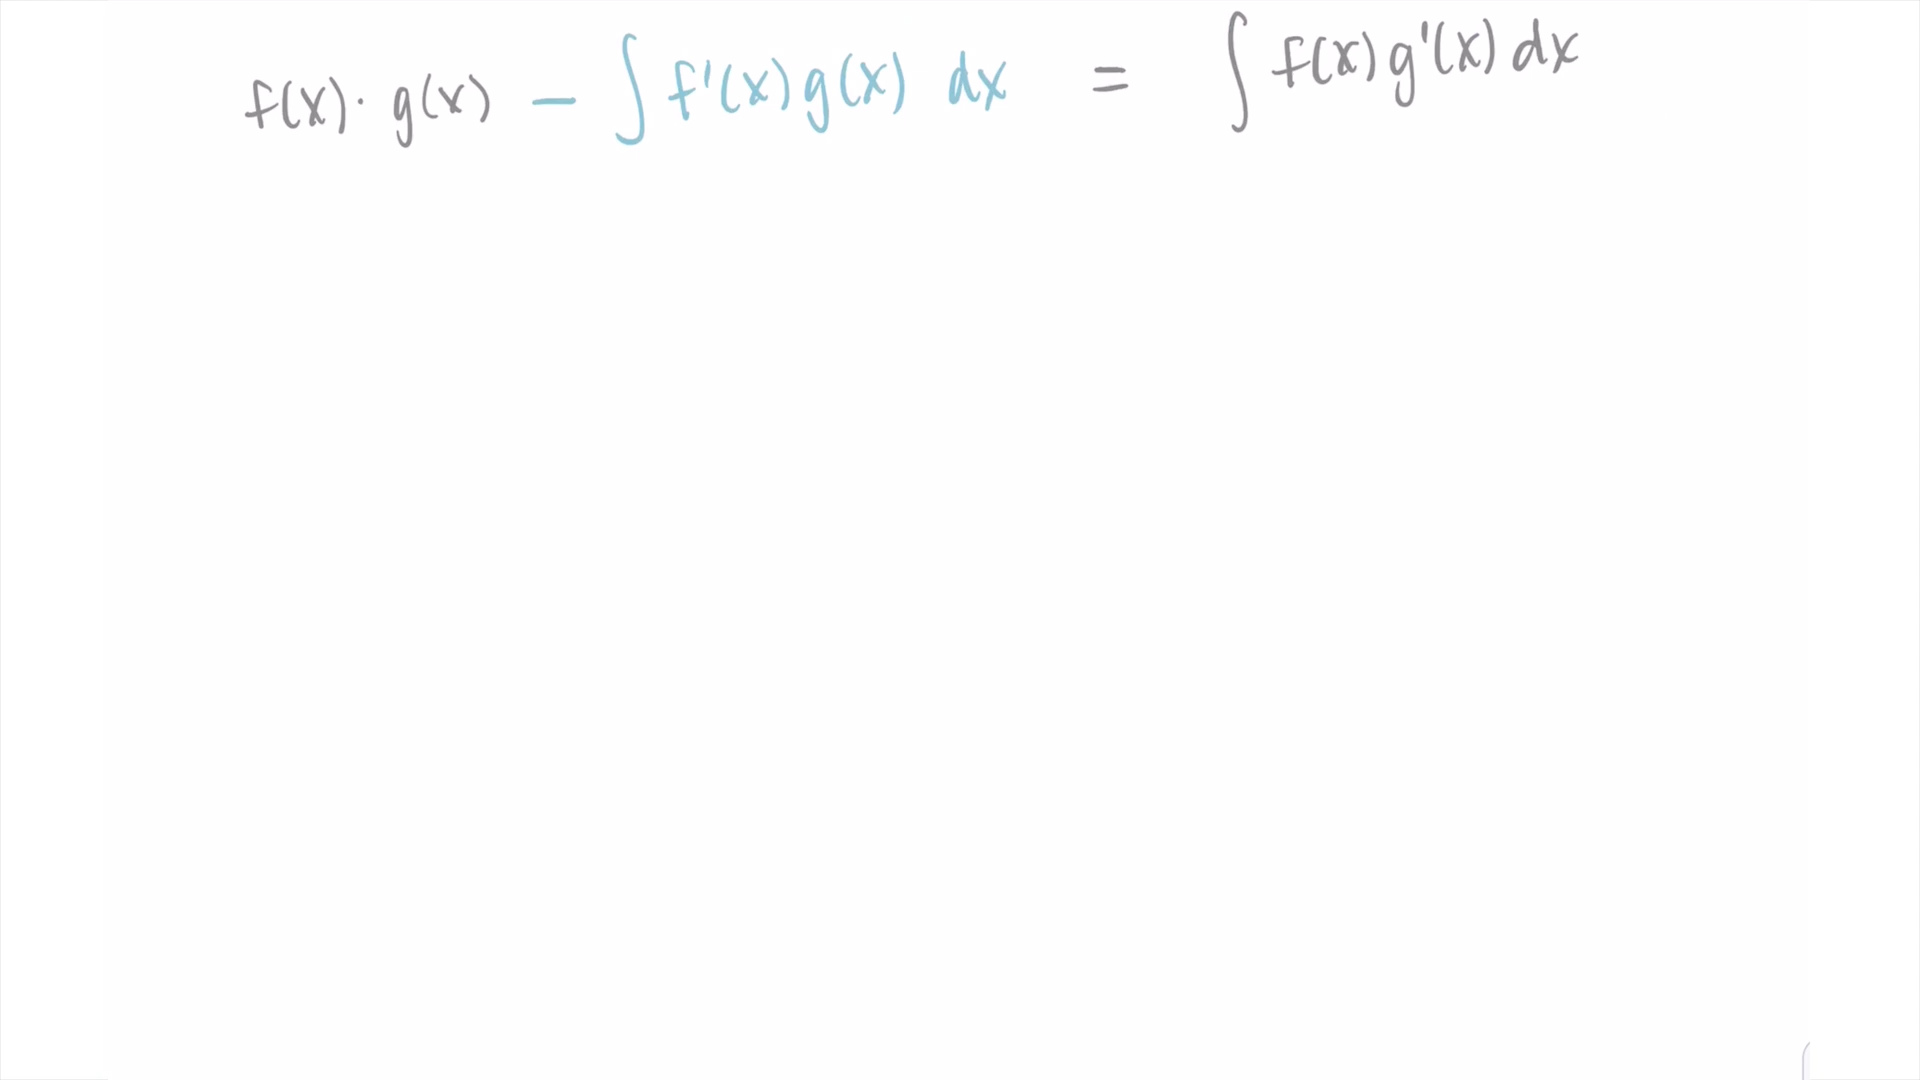 f(x) · g(x) − ∫ f'(x) g(x) dx = ∫ f(x) g'(x) dx